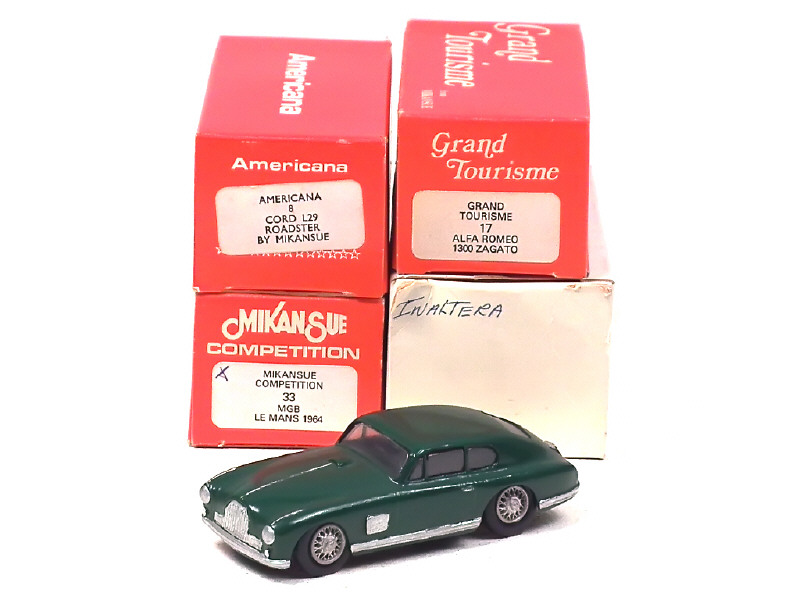 Americana
Americana
AMERICANA
8
CORD L29
ROADSTER
BY MIKANSUE
Grand
Tourisme
Grand
Tourisme
GRAND
TOURISME
17
ALFA ROMEO
1300 ZAGATO
MIKANSUE
COMPETITION
X
MIKANSUE
COMPETITION
33
MGB
LE MANS 1964
INALTERA